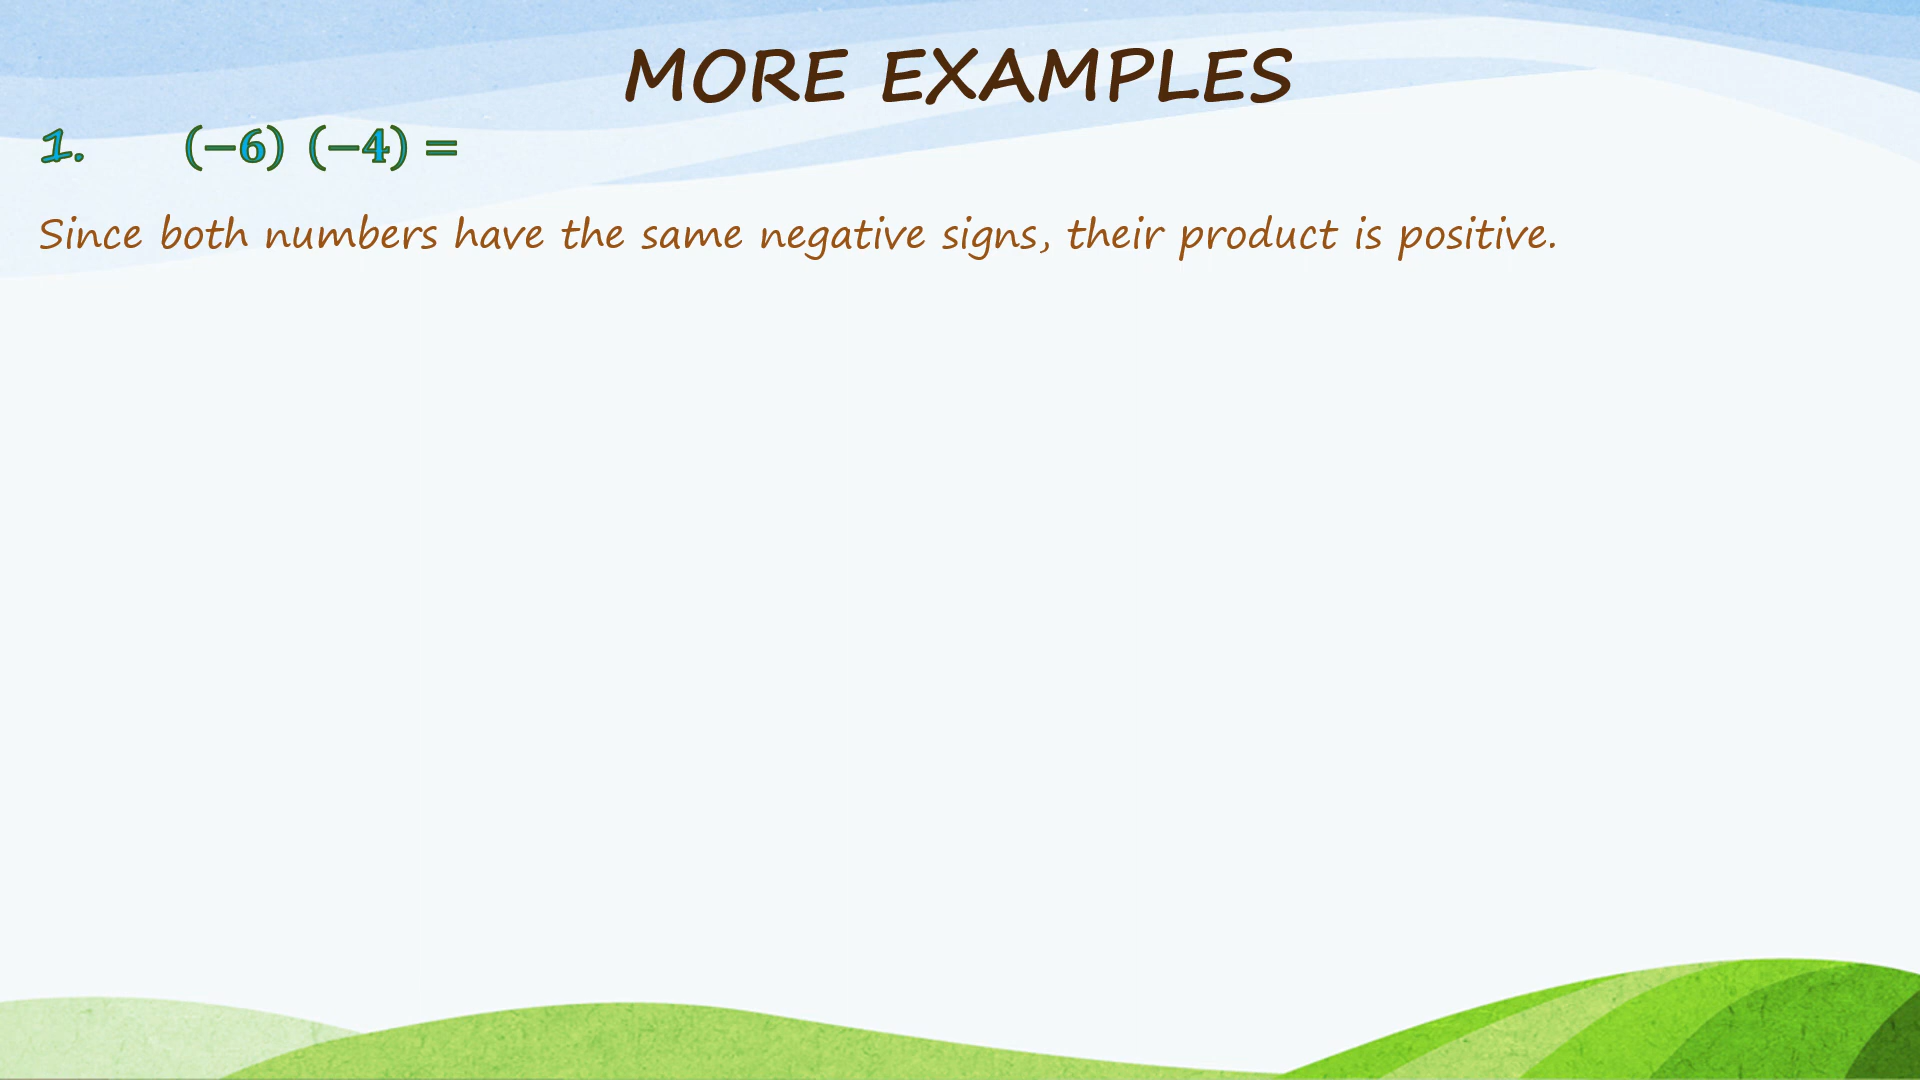 MORE EXAMPLES
1. (−6) (−4) =
Since both numbers have the same negative signs, their product is positive.